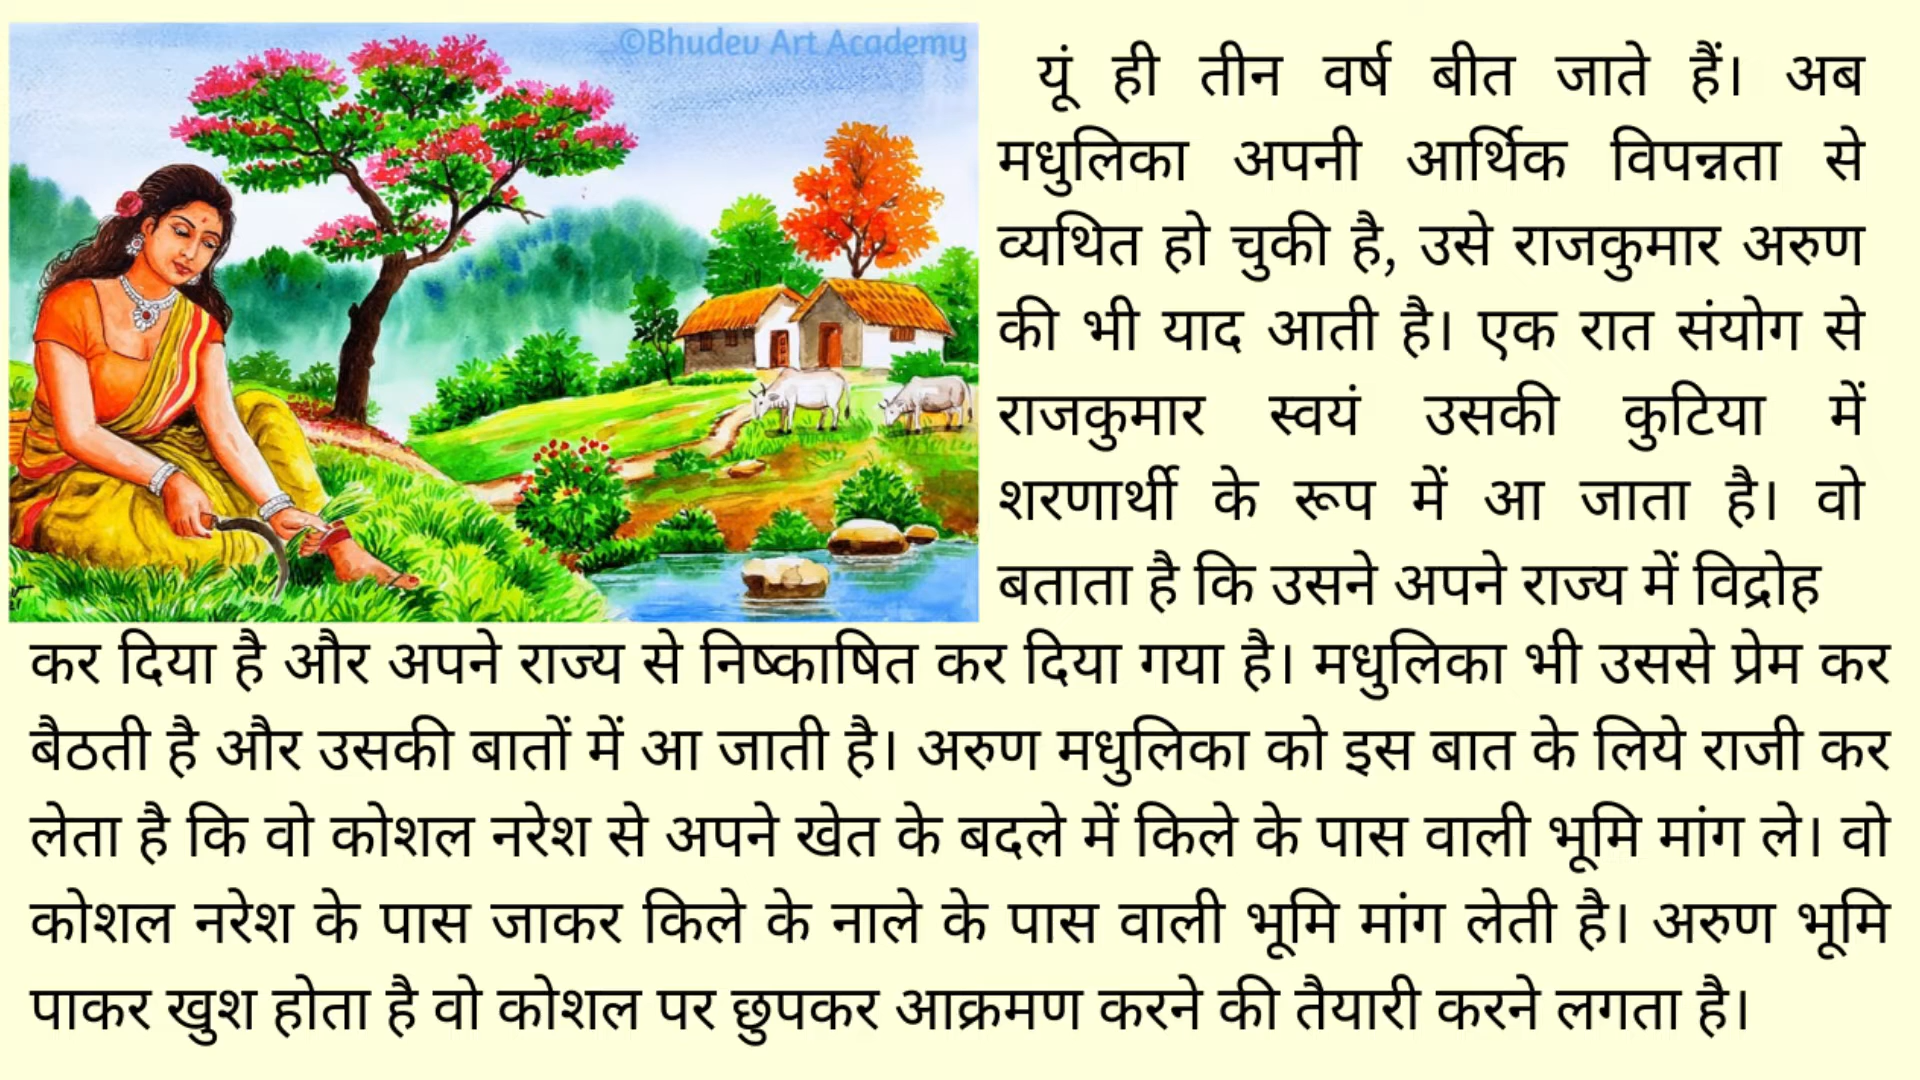 ©Bhudev Art Academy
यूं ही तीन वर्ष बीत जाते हैं। अब
मधुलिका अपनी आर्थिक विपन्नता से
व्यथित हो चुकी है, उसे राजकुमार अरुण
की भी याद आती है। एक रात संयोग से
राजकुमार स्वयं उसकी कुटिया में
शरणार्थी के रूप में आ जाता है। वो
बताता है कि उसने अपने राज्य में विद्रोह
कर दिया है और अपने राज्य से निष्काषित कर दिया गया है। मधुलिका भी उससे प्रेम कर
बैठती है और उसकी बातों में आ जाती है। अरुण मधुलिका को इस बात के लिये राजी कर
लेता है कि वो कोशल नरेश से अपने खेत के बदले में किले के पास वाली भूमि मांग ले। वो
कोशल नरेश के पास जाकर किले के नाले के पास वाली भूमि मांग लेती है। अरुण भूमि
पाकर खुश होता है वो कोशल पर छुपकर आक्रमण करने की तैयारी करने लगता है।